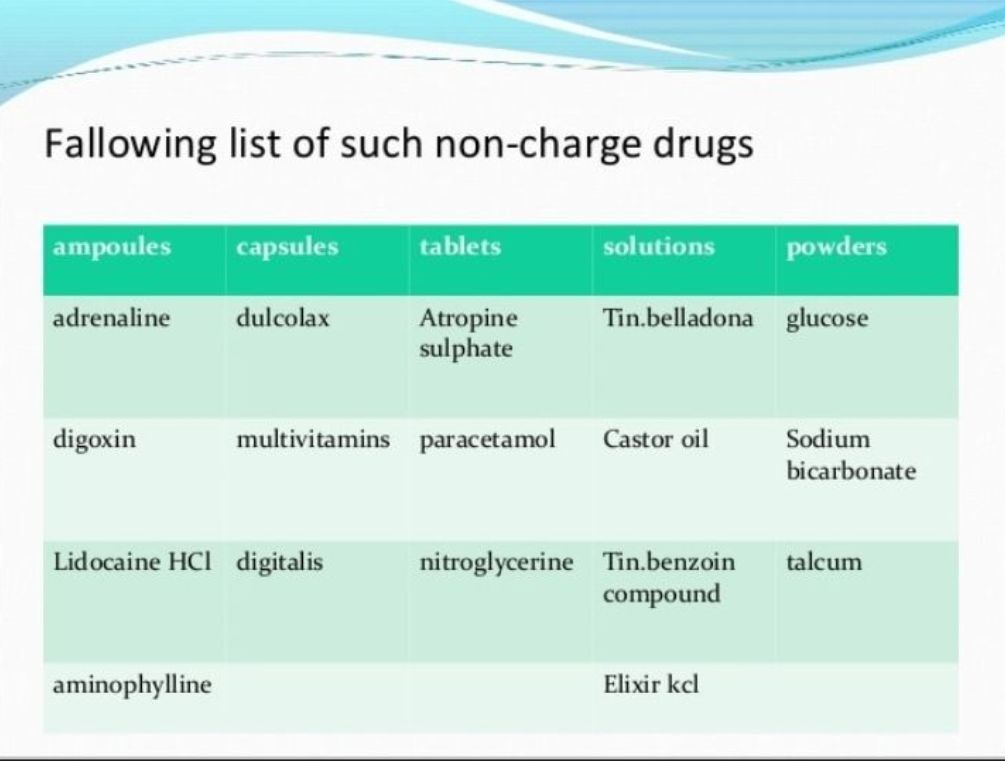 Fallowing list of such non-charge drugs
ampoules capsules tablets solutions powders
adrenaline dulcolax Atropine Tin.belladona glucose
sulphate
digoxin multivitamins paracetamol Castor oil Sodium
bicarbonate
Lidocaine HCl digitalis nitroglycerine Tin.benzoin talcum
compound
aminophylline Elixir kcl